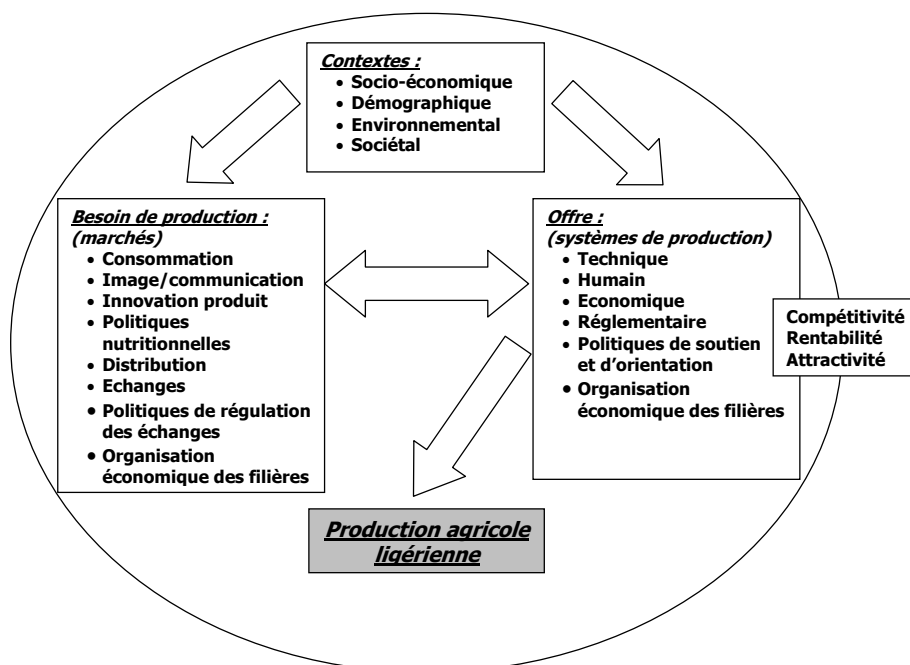 Contextes :
• Socio-économique
• Démographique
• Environnemental
• Sociétal
Besoin de production :
(marchés)
• Consommation
• Image/communication
• Innovation produit
• Politiques
nutritionnelles
• Distribution
• Echanges
• Politiques de régulation
des échanges
• Organisation
économique des filières
Offre :
(systèmes de production)
• Technique
• Humain
• Economique
• Réglementaire
• Politiques de soutien
et d'orientation
• Organisation
économique des filières
Compétitivité
Rentabilité
Attractivité
Production agricole
ligérienne